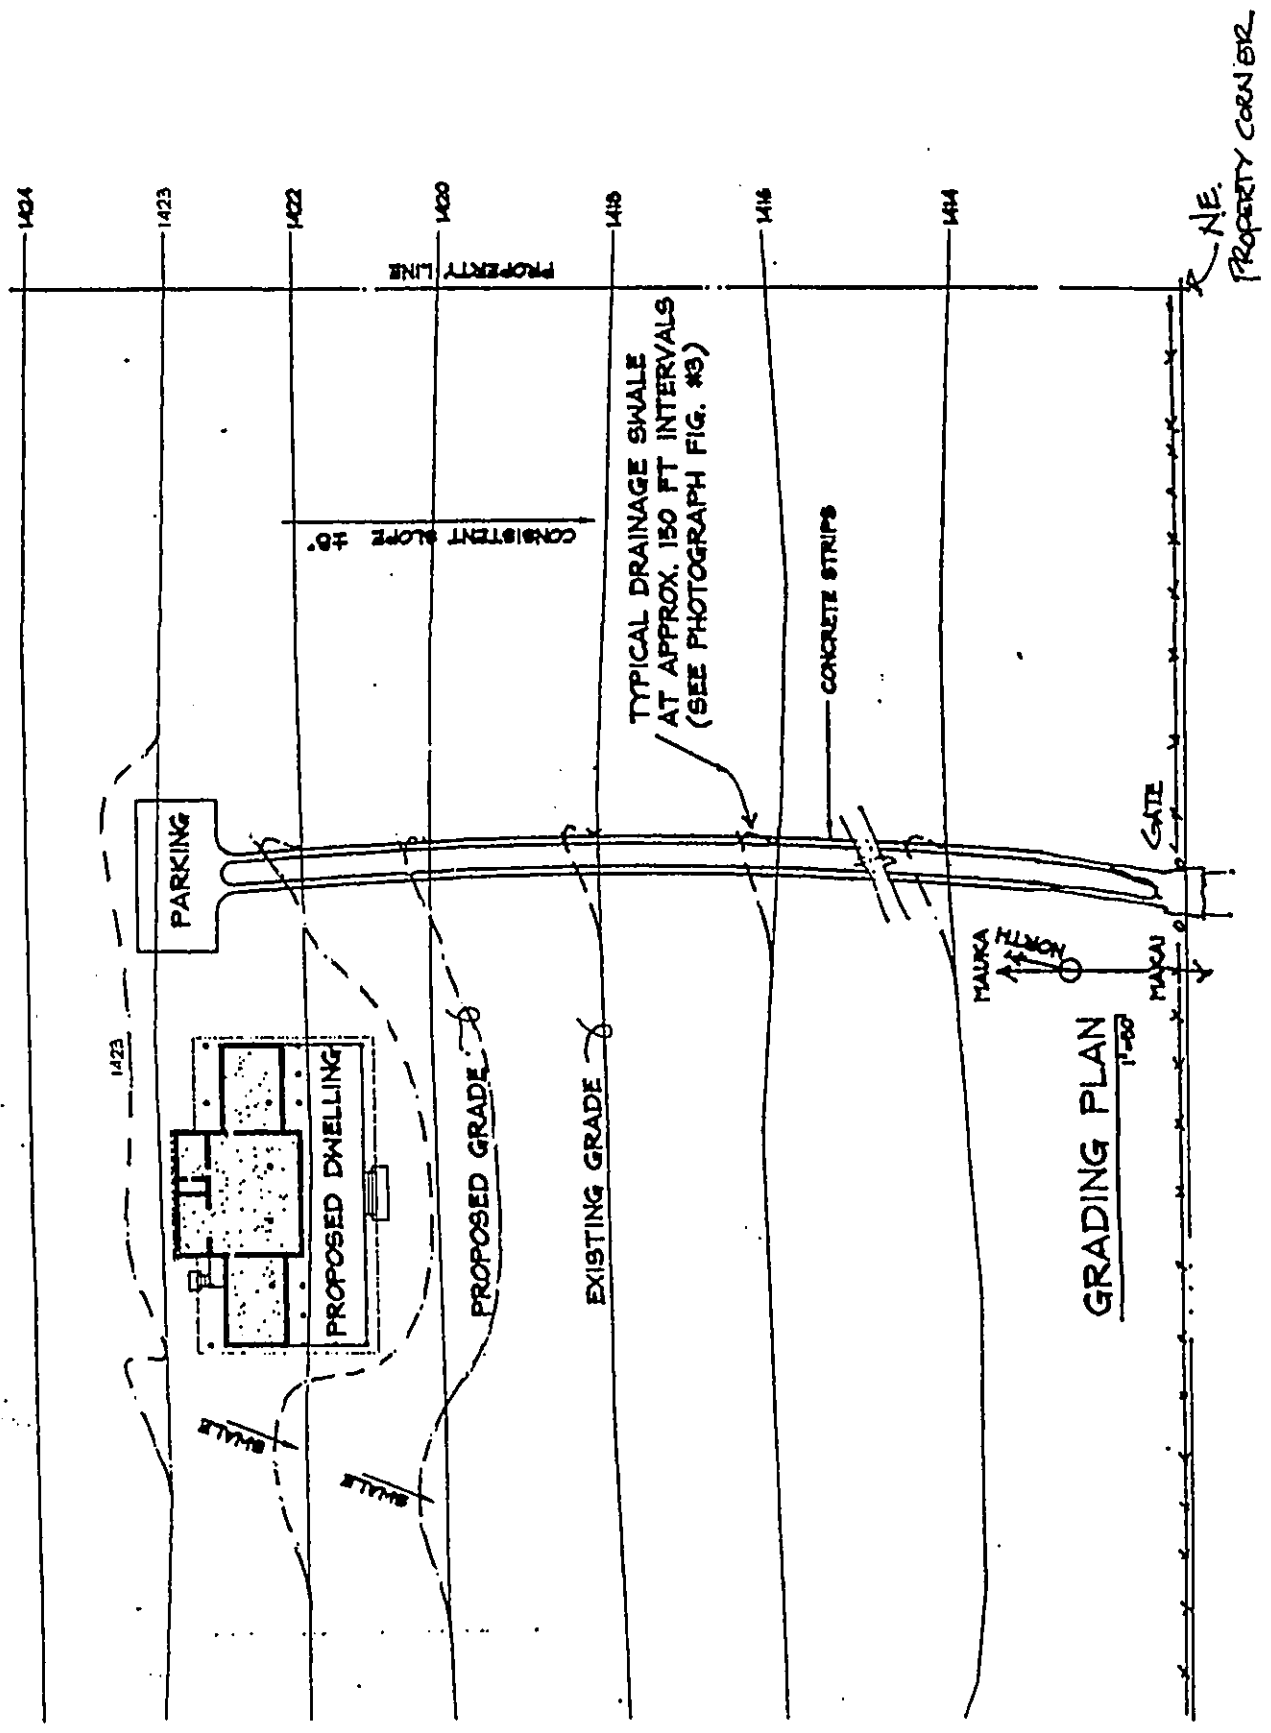 1424
1423
1422
1420
1418
1416
1414
PROPERTY LINE
N.E.
PROPERTY CORNER
CONSISTENT SLOPE ±8°
TYPICAL DRAINAGE SWALE
AT APPROX. 150 FT INTERVALS
(SEE PHOTOGRAPH FIG. #3)
CONCRETE STRIPS
PARKING
GATE
1423
PROPOSED DWELLING
PROPOSED GRADE
EXISTING GRADE
SWALE
SWALE
MAUKA
NORTH
MAKAI
GRADING PLAN